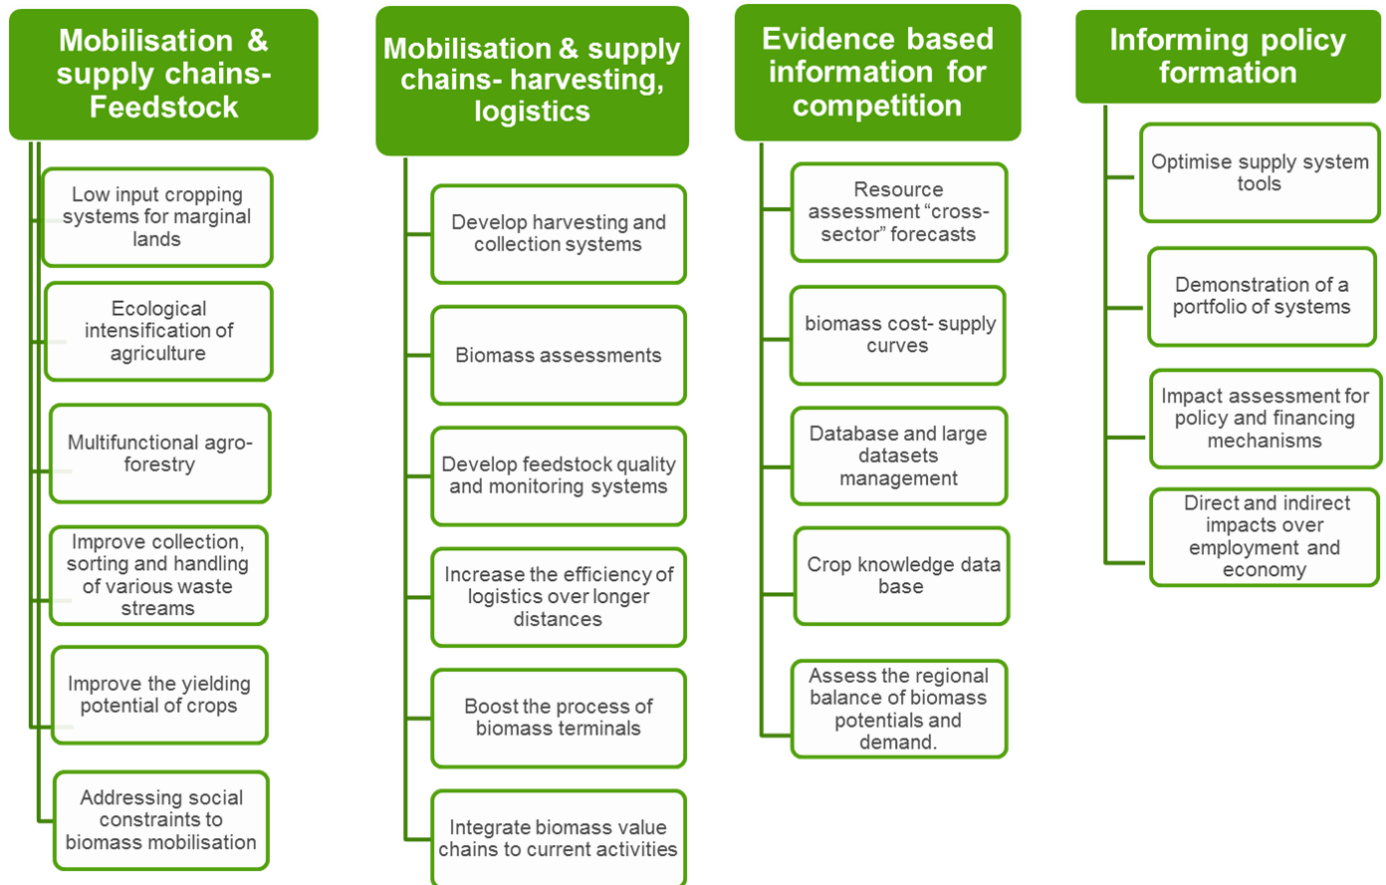 Mobilisation &
supply chains-
Feedstock
Low input cropping
systems for marginal
lands
Ecological
intensification of
agriculture
Multifunctional agro-
forestry
Improve collection,
sorting and handling
of various waste
streams
Improve the yielding
potential of crops
Addressing social
constraints to
biomass mobilisation
Mobilisation & supply
chains- harvesting,
logistics
Develop harvesting and
collection systems
Biomass assessments
Develop feedstock quality
and monitoring systems
Increase the efficiency of
logistics over longer
distances
Boost the process of
biomass terminals
Integrate biomass value
chains to current activities
Evidence based
information for
competition
Resource
assessment “cross-
sector” forecasts
biomass cost- supply
curves
Database and large
datasets
management
Crop knowledge data
base
Assess the regional
balance of biomass
potentials and
demand.
Informing policy
formation
Optimise supply system
tools
Demonstration of a
portfolio of systems
Impact assessment for
policy and financing
mechanisms
Direct and indirect
impacts over
employment and
economy